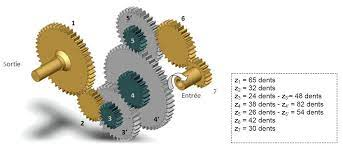 1
5'
6
5
Sortie
4
Entrée
7
2
3
3'
4'
z1 = 65 dents
z2 = 32 dents
z3 = 24 dents - z3'= 48 dents
z4 = 38 dents - z4'= 82 dents
z5 = 26 dents - z5'= 54 dents
z6 = 42 dents
z7 = 30 dents